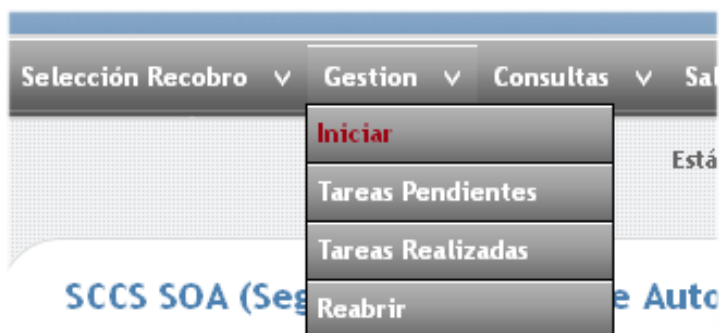 Selección Recobro Gestion Consultas
Iniciar
Está
Tareas Pendientes
Tareas Realizadas
SCCS SOA (Seg e Auto
Reabrir